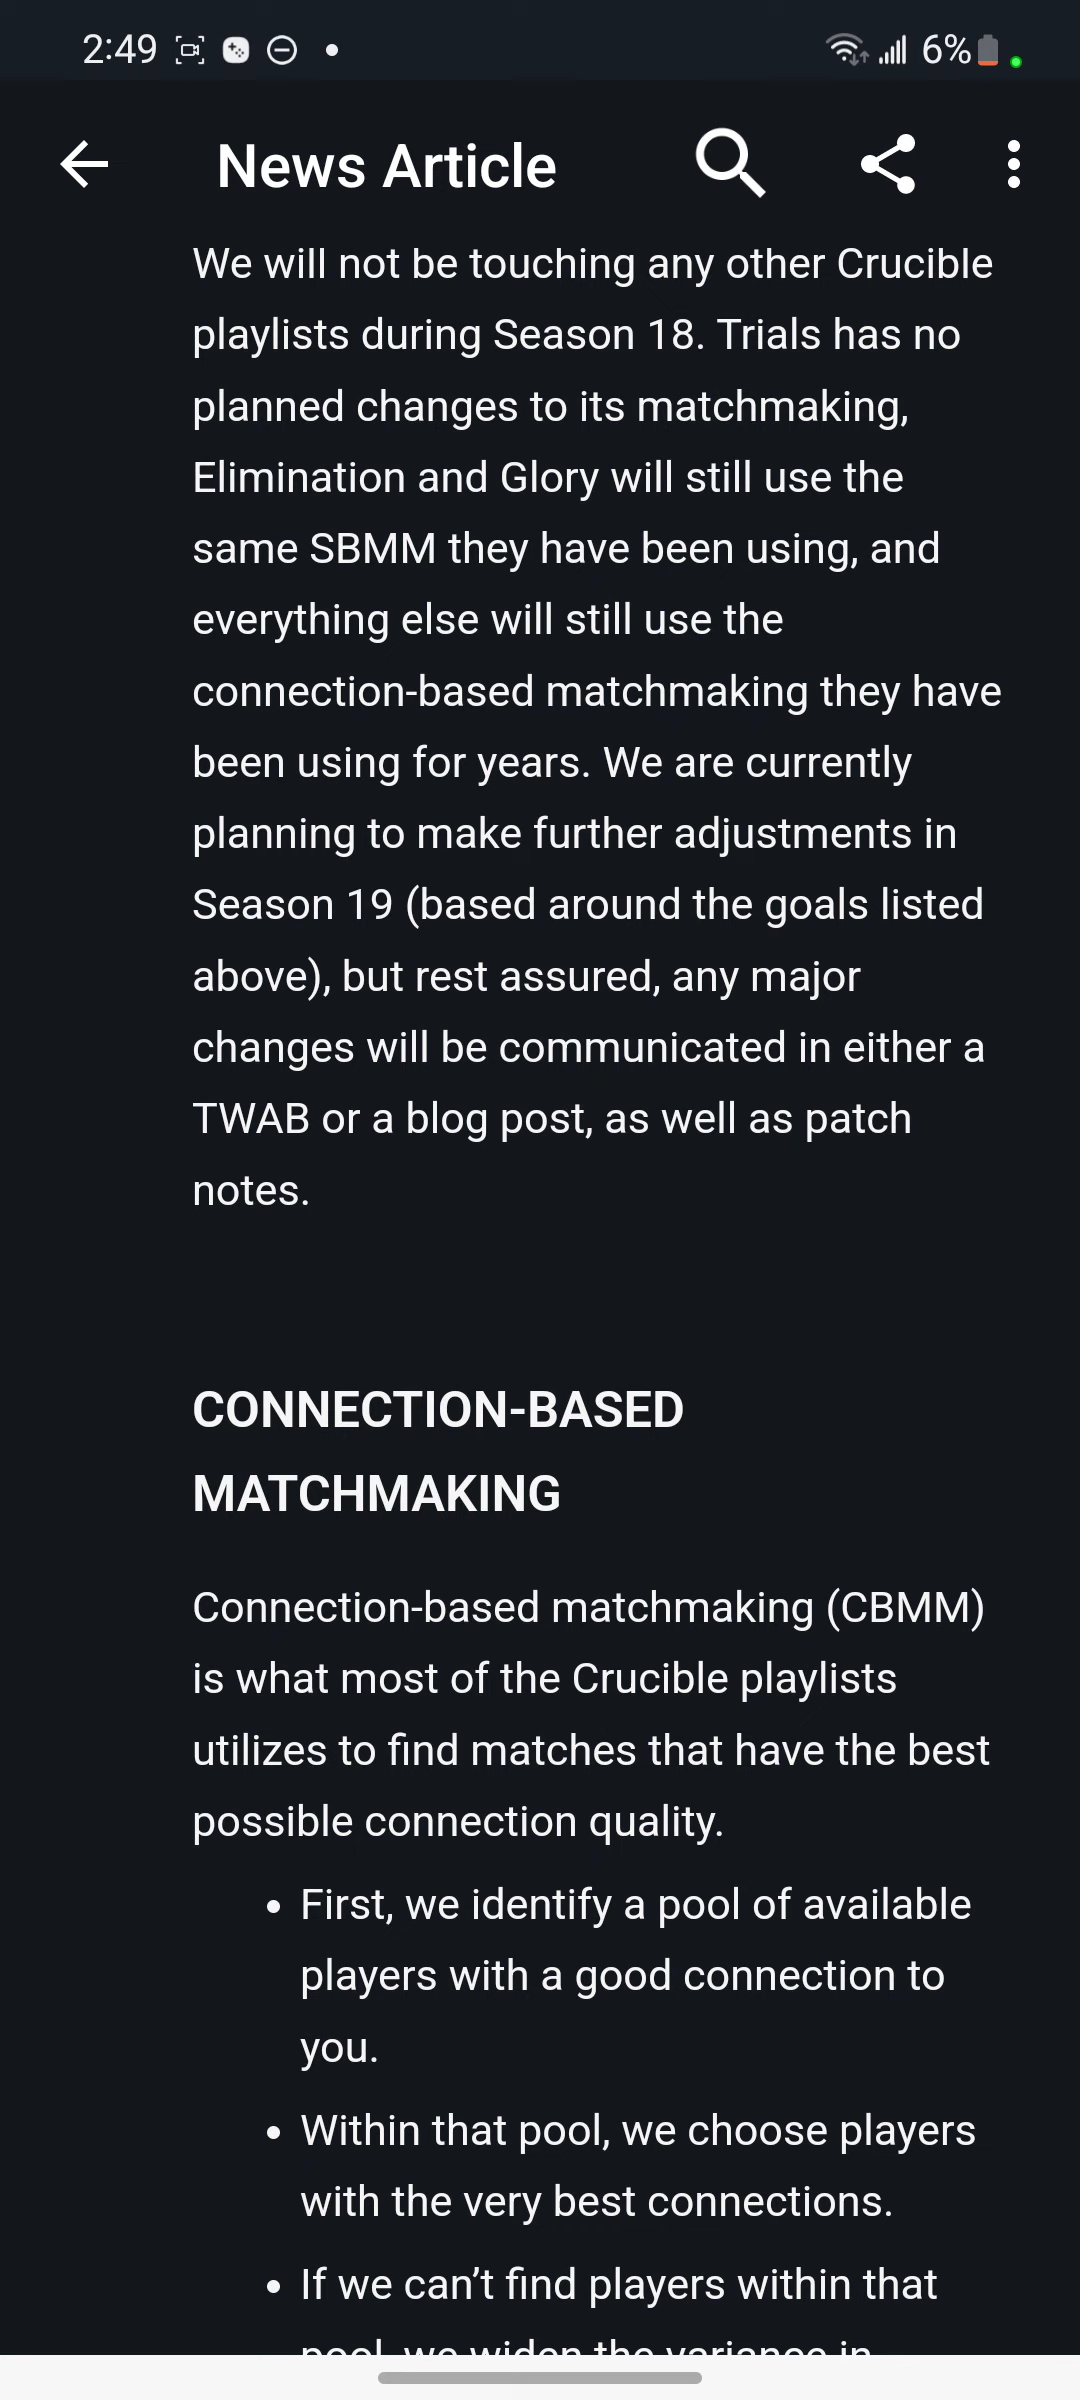 2:49
6%
News Article
We will not be touching any other Crucible
playlists during Season 18. Trials has no
planned changes to its matchmaking,
Elimination and Glory will still use the
same SBMM they have been using, and
everything else will still use the
connection-based matchmaking they have
been using for years. We are currently
planning to make further adjustments in
Season 19 (based around the goals listed
above), but rest assured, any major
changes will be communicated in either a
TWAB or a blog post, as well as patch
notes.
CONNECTION-BASED
MATCHMAKING
Connection-based matchmaking (CBMM)
is what most of the Crucible playlists
utilizes to find matches that have the best
possible connection quality.
• First, we identify a pool of available
players with a good connection to
you.
• Within that pool, we choose players
with the very best connections.
• If we can’t find players within that
pool, we widen the variance in